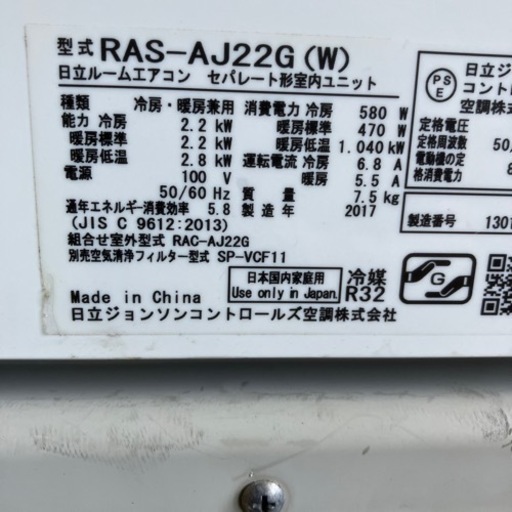 型式 RAS-AJ22G (W)
日立ルームエアコン セパレート形室内ユニット
種類 冷房・暖房兼用
能力 冷房 2.2 kW
暖房標準 2.2 kW
暖房低温 2.8 kW
電源 100 V
50/60 Hz
通年エネルギー消費効率 5.8
(JIS C 9612:2013)
消費電力 冷房 580 W
暖房標準 470 W
暖房低温 1.040 kW
運転電流 冷房 6.8 A
暖房 5.5 A
質量 7.5 kg
製造年 2017
組合せ室外型式 RAC-AJ22G
別売空気清浄フィルター型式 SP-VCF11
日本国内家庭用
Use only in Japan.
冷媒
R32
G
Made in China
日立ジョンソンコントロールズ空調株式会社
PS
E
日立ジ
コントロ
空調株式
定格電圧
定格周波数 50,
電動機の定
格消費電力 8
製造番号 1301